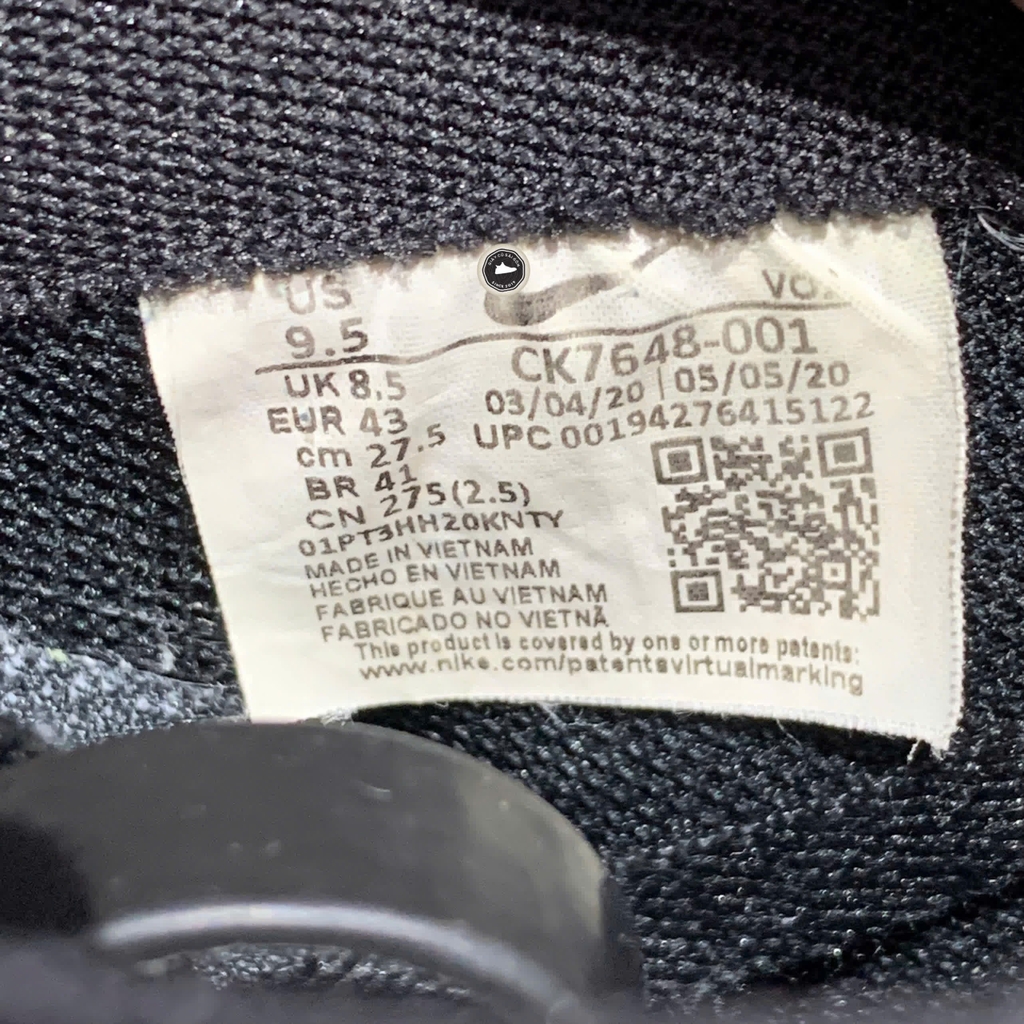 US
9.5
UK 8,5
EUR 43
cm 27.5
BR 41
CN 275(2.5)
01PT3HH20KNTY
MADE IN VIETNAM
HECHO EN VIETNAM
FABRIQUE AU VIETNAM
FABRICADO NO VIETNÃ
CK7648-001
03/04/20 | 05/05/20
UPC 00194276415122
This product is covered by one or more patents:
www.nike.com/patentsvirtualmarking